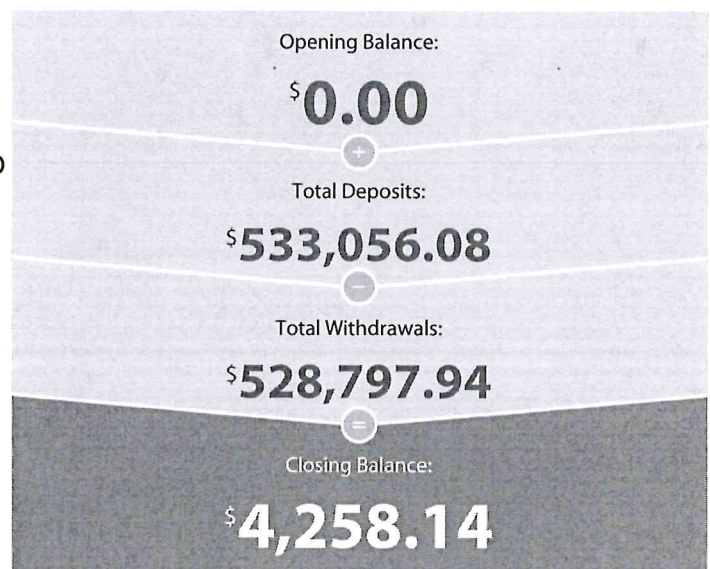 Opening Balance:
$0.00
+
Total Deposits:
$533,056.08
−
Total Withdrawals:
$528,797.94
=
Closing Balance:
$4,258.14